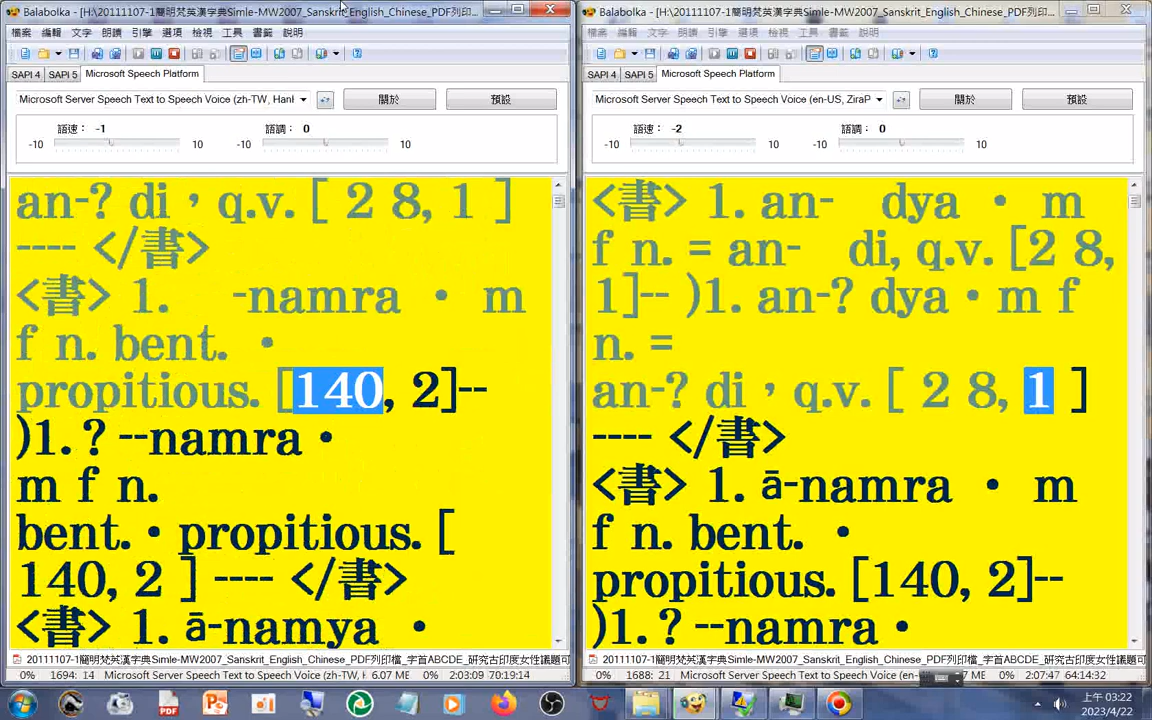 Balabolka - [H:\20111107-1簡明梵英漢字典Simle-MW2007_Sanskrit_English_Chinese_PDF列印...
檔案 編輯 文字 朗讀 引擎 選項 檢視 工具 書籤 說明
SAPI 4 SAPI 5 Microsoft Speech Platform
Microsoft Server Speech Text to Speech Voice (zh-TW, HanI
關於
預設
語速： -1
語調： 0
-10 10 -10 10
an-? di，q.v. [ 2 8, 1 ]
---- </書>
<書> 1. -namra • m
f n. bent. •
propitious. [140, 2]--
)1. ? --namra •
m f n.
bent. • propitious. [
140, 2 ] ---- </書>
<書> 1. ā-namya •
20111107-1簡明梵英漢字典Simle-MW2007_Sanskrit_English_Chinese_PDF列印檔_字首ABCDE_研究古印度女性議題可
0% 1694: 14 Microsoft Server Speech Text to Speech Voice (zh-TW, H 6.07 ME 0% 2:03:09 70:19:14
Balabolka - [H:\20111107-1簡明梵英漢字典Simle-MW2007_Sanskrit_English_Chinese_PDF列印...
檔案 編輯 文字 朗讀 引擎 選項 檢視 工具 書籤 說明
SAPI 4 SAPI 5 Microsoft Speech Platform
Microsoft Server Speech Text to Speech Voice (en-US, ZiraP
關於
預設
語速： -2
語調： 0
-10 10 -10 10
<書> 1. an- dya • m
f n. = an- di, q.v. [2 8,
1]-- )1. an-? dya • m f
n. =
an-? di，q.v. [ 2 8, 1 ]
---- </書>
<書> 1. ā-namra • m
f n. bent. •
propitious. [140, 2]--
)1. ? --namra •
20111107-1簡明梵英漢字典Simle-MW2007_Sanskrit_English_Chinese_PDF列印檔_字首ABCDE_研究古印度女性議題可
0% 1688: 21 Microsoft Server Speech Text to Speech Voice (en-US, Z 6.07 ME 0% 2:07:47 64:14:32
PDF
上午 03:22
2023/4/22